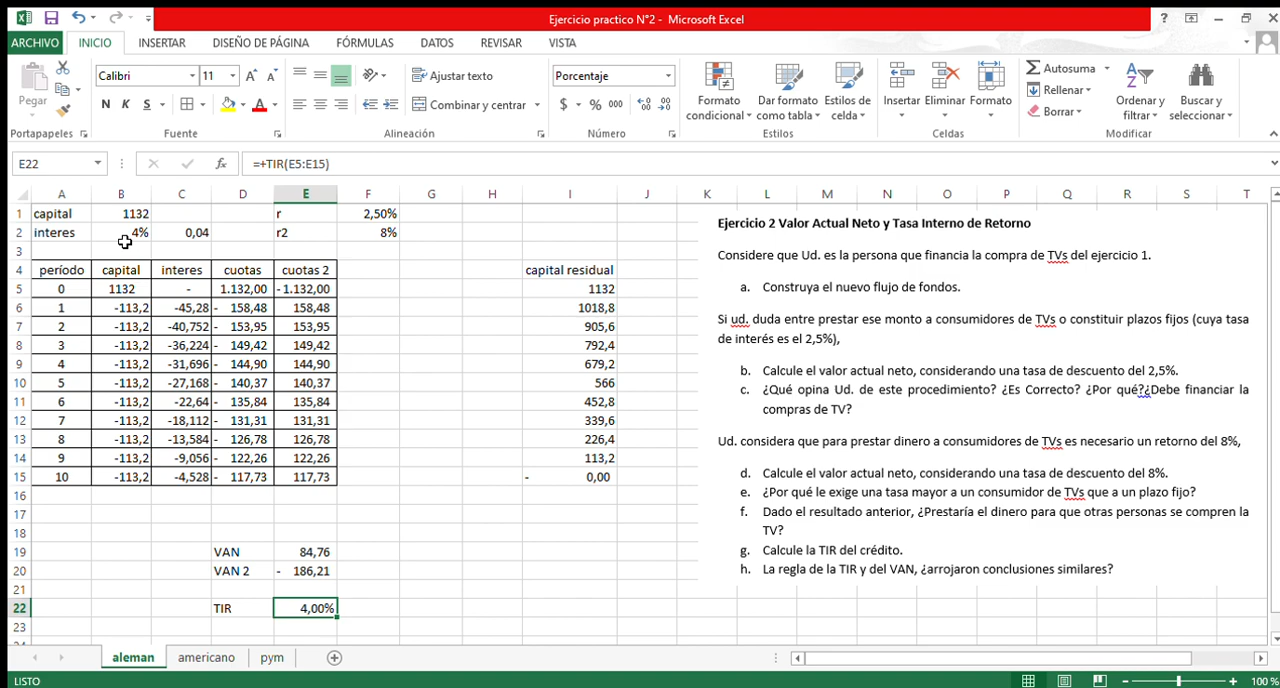 Ejercicio practico N°2 - Microsoft Excel
ARCHIVO INICIO INSERTAR DISEÑO DE PÁGINA FÓRMULAS DATOS REVISAR VISTA
Pegar
Calibri 11
N K S
Ajustar texto
Combinar y centrar
Porcentaje
$ % 000
Formato condicional
Dar formato como tabla
Estilos de celda
Insertar Eliminar Formato
Autosuma
Rellenar
Borrar
Ordenar y filtrar
Buscar y seleccionar
Portapapeles Fuente Alineación Número Estilos Celdas Modificar
E22 =+TIR(E5:E15)
A B C D E F G H I J K L M N O P Q R S T
1 capital 1132 r 2,50%
2 interes 4% 0,04 r2 8%
3
4 período capital interes cuotas cuotas 2 capital residual
5 0 1132 - 1.132,00 - 1.132,00 1132
6 1 -113,2 -45,28 - 158,48 158,48 1018,8
7 2 -113,2 -40,752 - 153,95 153,95 905,6
8 3 -113,2 -36,224 - 149,42 149,42 792,4
9 4 -113,2 -31,696 - 144,90 144,90 679,2
10 5 -113,2 -27,168 - 140,37 140,37 566
11 6 -113,2 -22,64 - 135,84 135,84 452,8
12 7 -113,2 -18,112 - 131,31 131,31 339,6
13 8 -113,2 -13,584 - 126,78 126,78 226,4
14 9 -113,2 -9,056 - 122,26 122,26 113,2
15 10 -113,2 -4,528 - 117,73 117,73 - 0,00
16
17
18
19 VAN 84,76
20 VAN 2 - 186,21
21
22 TIR 4,00%
23
Ejercicio 2 Valor Actual Neto y Tasa Interno de Retorno
Considere que Ud. es la persona que financia la compra de TVs del ejercicio 1.
a. Construya el nuevo flujo de fondos.
Si ud. duda entre prestar ese monto a consumidores de TVs o constituir plazos fijos (cuya tasa
de interés es el 2,5%),
b. Calcule el valor actual neto, considerando una tasa de descuento del 2,5%.
c. ¿Qué opina Ud. de este procedimiento? ¿Es Correcto? ¿Por qué?¿Debe financiar la
compras de TV?
Ud. considera que para prestar dinero a consumidores de TVs es necesario un retorno del 8%,
d. Calcule el valor actual neto, considerando una tasa de descuento del 8%.
e. ¿Por qué le exige una tasa mayor a un consumidor de TVs que a un plazo fijo?
f. Dado el resultado anterior, ¿Prestaría el dinero para que otras personas se compren la
TV?
g. Calcule la TIR del crédito.
h. La regla de la TIR y del VAN, ¿arrojaron conclusiones similares?
aleman americano pym
LISTO 100 %